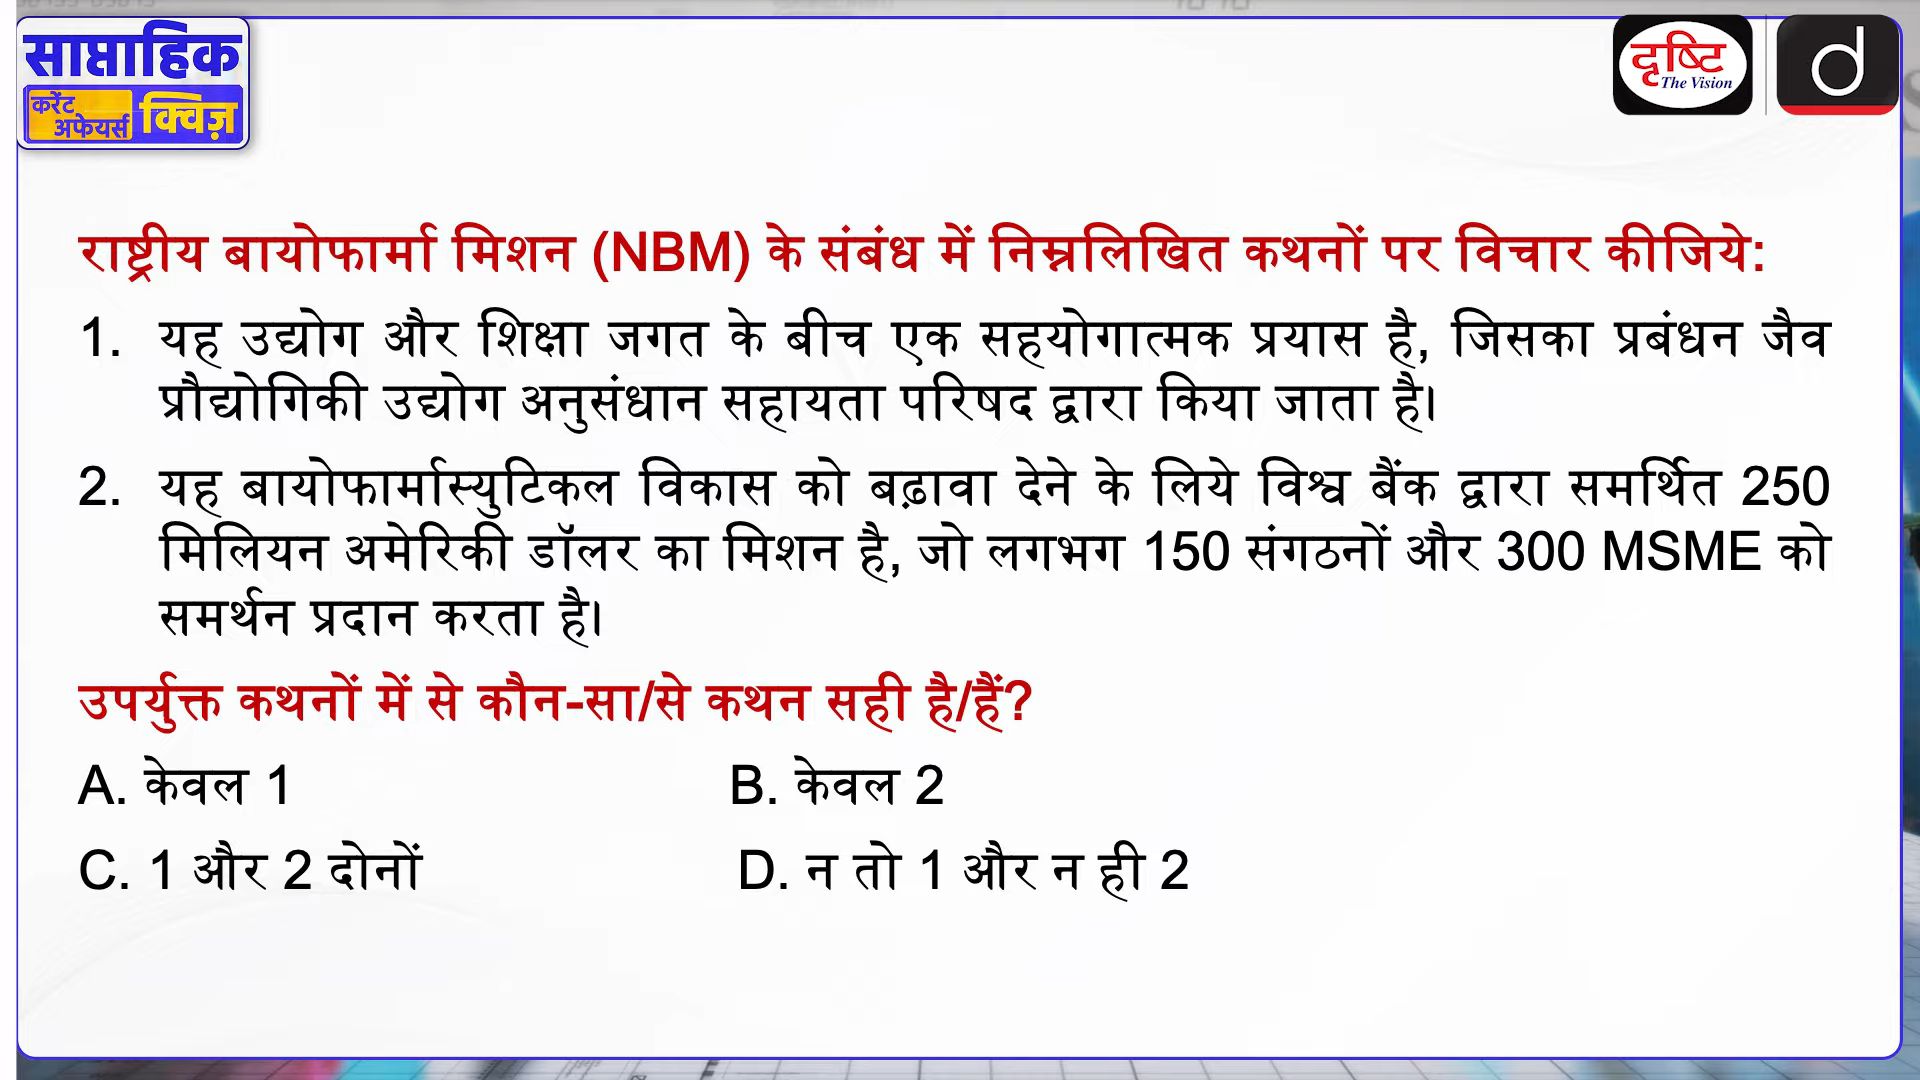 साप्ताहिक
करेंट
अफेयर्स
क्विज़
दृष्टि
The Vision
d
राष्ट्रीय बायोफार्मा मिशन (NBM) के संबंध में निम्नलिखित कथनों पर विचार कीजिये:
1. यह उद्योग और शिक्षा जगत के बीच एक सहयोगात्मक प्रयास है, जिसका प्रबंधन जैव
प्रौद्योगिकी उद्योग अनुसंधान सहायता परिषद द्वारा किया जाता है।
2. यह बायोफार्मास्युटिकल विकास को बढ़ावा देने के लिये विश्व बैंक द्वारा समर्थित 250
मिलियन अमेरिकी डॉलर का मिशन है, जो लगभग 150 संगठनों और 300 MSME को
समर्थन प्रदान करता है।
उपर्युक्त कथनों में से कौन-सा/से कथन सही है/हैं?
A. केवल 1 B. केवल 2
C. 1 और 2 दोनों D. न तो 1 और न ही 2